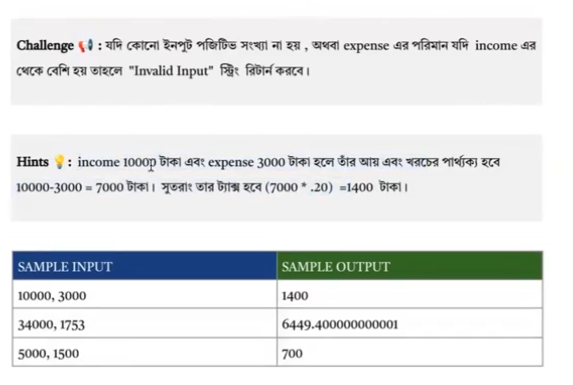 Challenge 📢 : যদি কোনো ইনপুট পজিটিভ সংখ্যা না হয় , অথবা expense এর পরিমান যদি income এর
থেকে বেশি হয় তাহলে "Invalid Input" স্ট্রিং রিটার্ন করবে।
Hints 💡 : income 1000p টাকা এবং expense 3000 টাকা হলে তাঁর আয় এবং খরচের পার্থক্য হবে
10000-3000 = 7000 টাকা। সুতরাং তার ট্যাক্স হবে (7000 * .20) =1400 টাকা।
SAMPLE INPUT SAMPLE OUTPUT
10000, 3000 1400
34000, 1753 6449.400000000001
5000, 1500 700